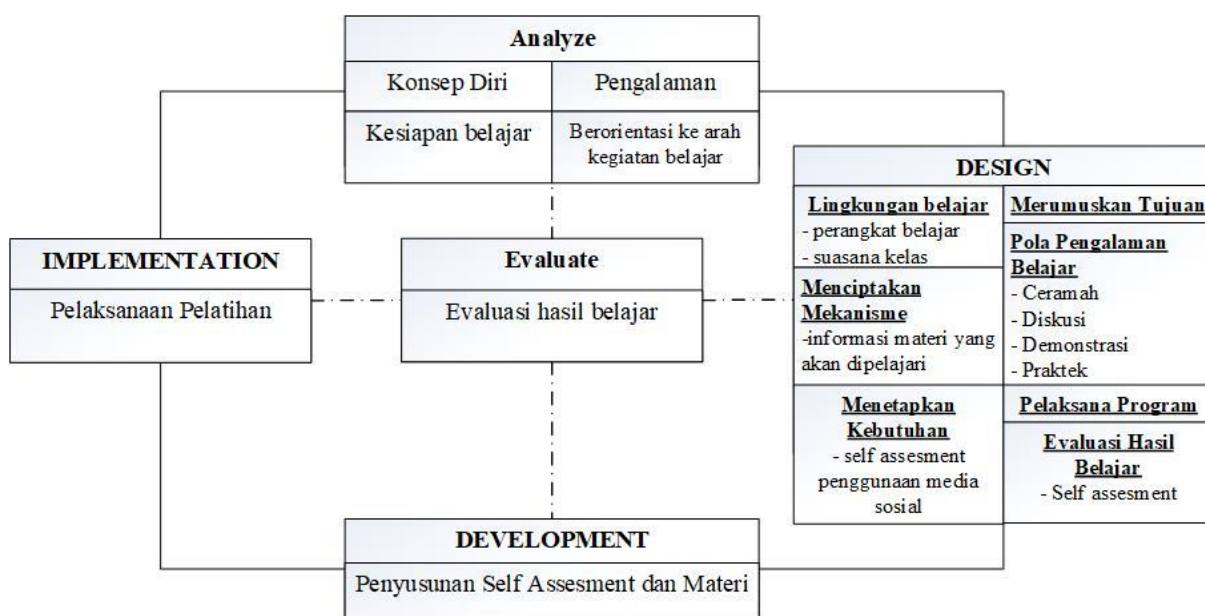 Analyze
Konsep Diri
Pengalaman
Kesiapan belajar
Berorientasi ke arah
kegiatan belajar
DESIGN
Lingkungan belajar
- perangkat belajar
- suasana kelas
Menciptakan
Mekanisme
-informasi materi yang
akan dipelajari
Menetapkan
Kebutuhan
- self assesment
penggunaan media
sosial
Merumuskan Tujuan
Pola Pengalaman
Belajar
- Ceramah
- Diskusi
- Demonstrasi
- Praktek
Pelaksana Program
Evaluasi Hasil
Belajar
- Self assesment
IMPLEMENTATION
Pelaksanaan Pelatihan
Evaluate
Evaluasi hasil belajar
DEVELOPMENT
Penyusunan Self Assesment dan Materi